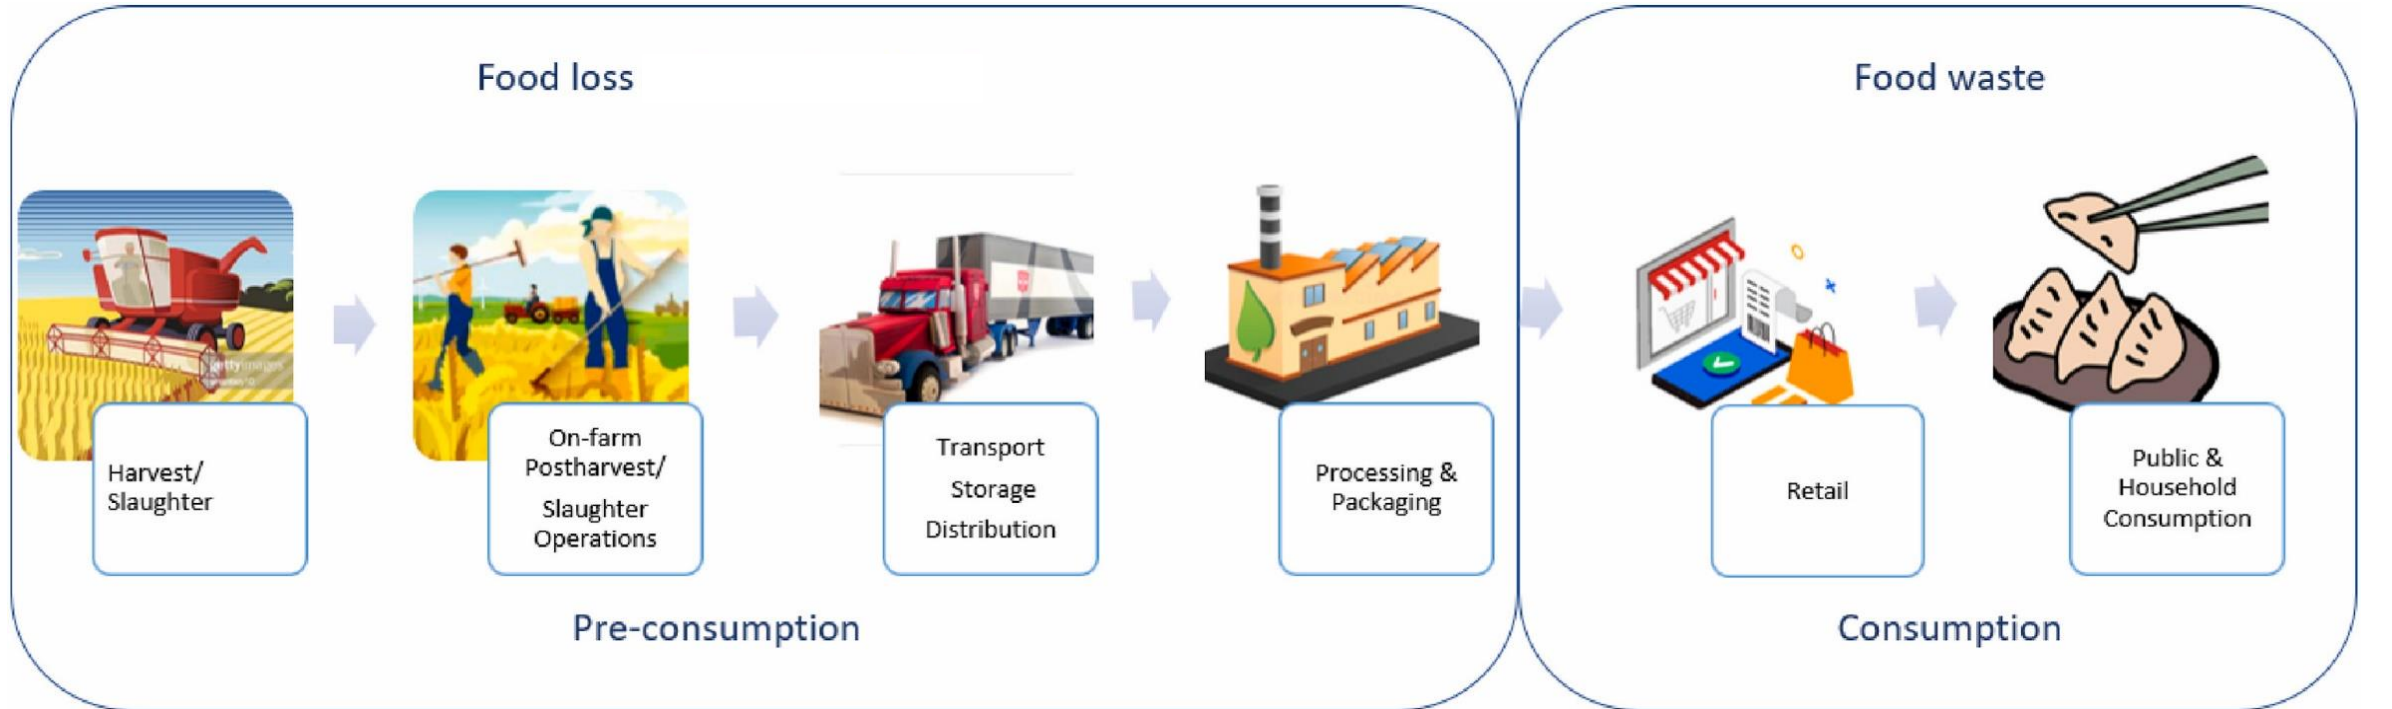 Food loss
Food waste
gettyimages
Harvest/
Slaughter
On-farm
Postharvest/
Slaughter
Operations
Transport
Storage
Distribution
Processing &
Packaging
Retail
Public &
Household
Consumption
Pre-consumption
Consumption